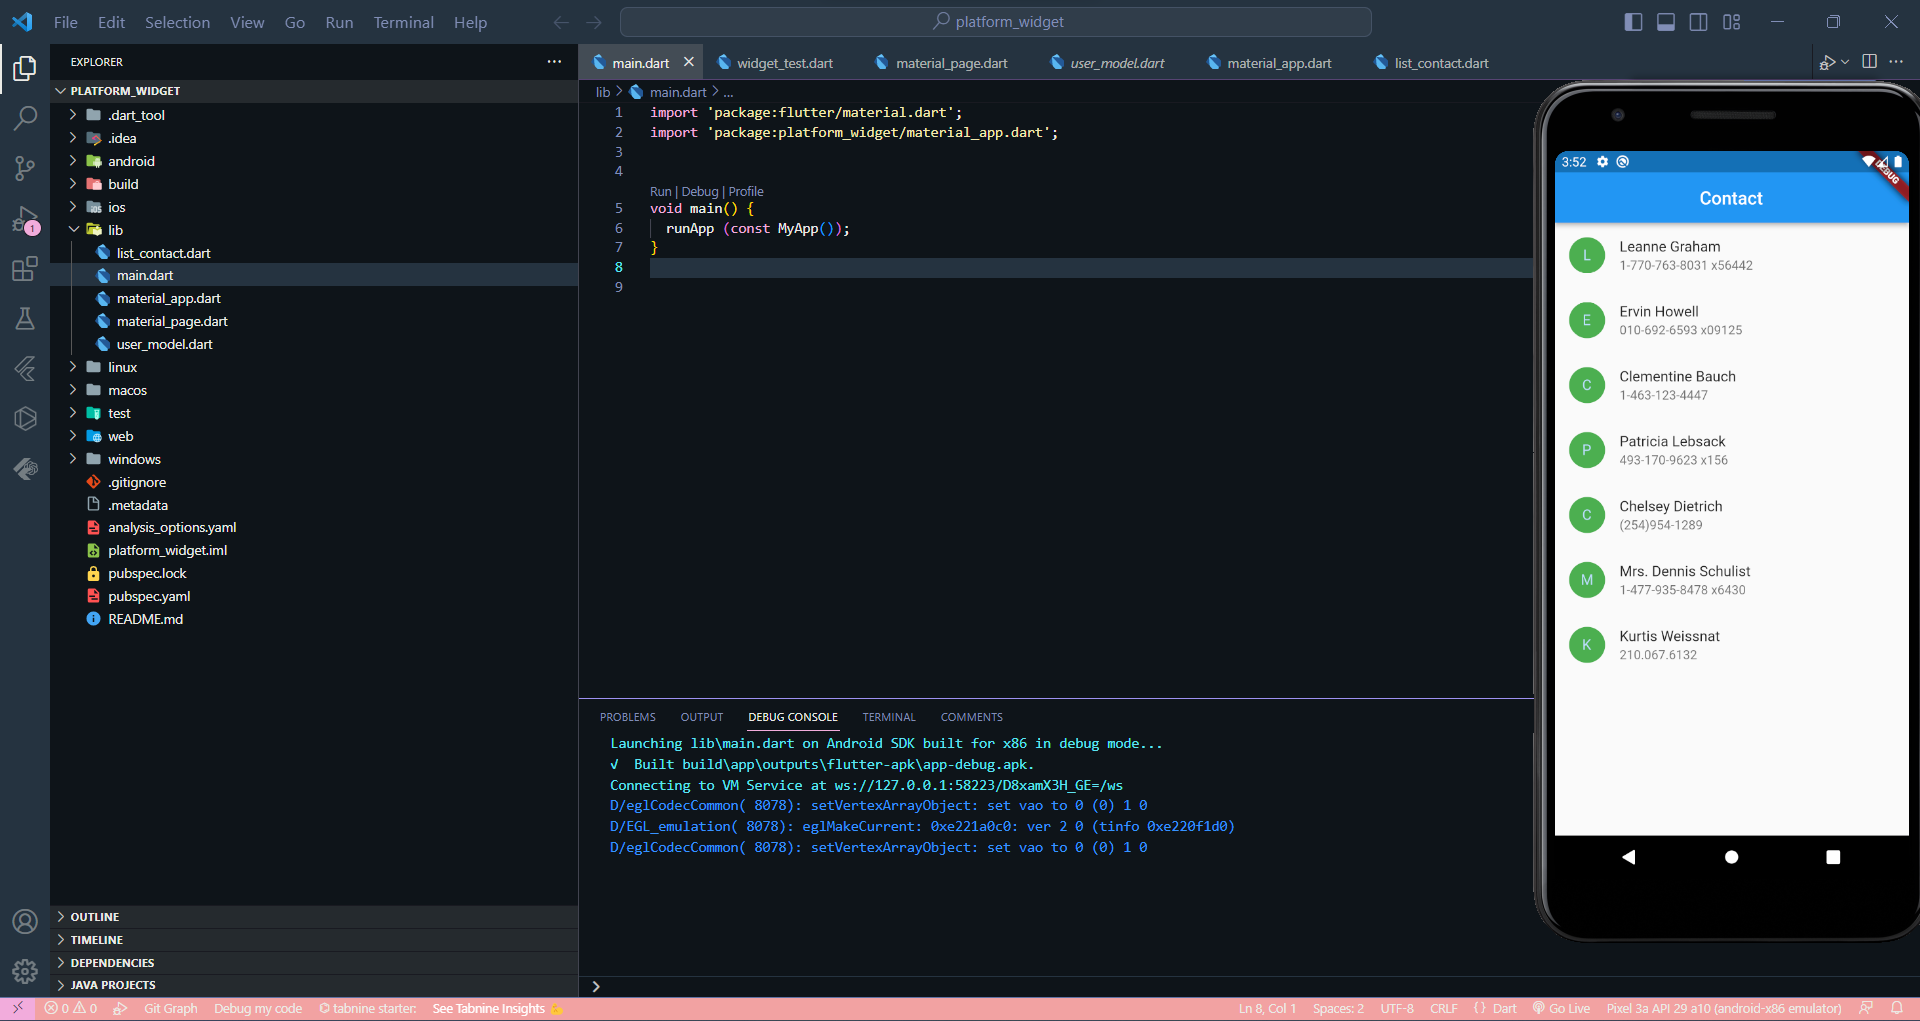 File Edit Selection View Go Run Terminal Help
platform_widget
EXPLORER
PLATFORM_WIDGET
.dart_tool
.idea
android
build
ios
lib
list_contact.dart
main.dart
material_app.dart
material_page.dart
user_model.dart
linux
macos
test
web
windows
.gitignore
.metadata
analysis_options.yaml
platform_widget.iml
pubspec.lock
pubspec.yaml
README.md
OUTLINE
TIMELINE
DEPENDENCIES
JAVA PROJECTS
1
main.dart widget_test.dart material_page.dart user_model.dart material_app.dart list_contact.dart
lib > main.dart > ...
1 import 'package:flutter/material.dart';
2 import 'package:platform_widget/material_app.dart';
3
4
Run | Debug | Profile
5 void main() {
6 runApp (const MyApp());
7 }
8
9
PROBLEMS OUTPUT DEBUG CONSOLE TERMINAL COMMENTS
Launching lib\main.dart on Android SDK built for x86 in debug mode...
√ Built build\app\outputs\flutter-apk\app-debug.apk.
Connecting to VM Service at ws://127.0.0.1:58223/D8xamX3H_GE=/ws
D/eglCodecCommon( 8078): setVertexArrayObject: set vao to 0 (0) 1 0
D/EGL_emulation( 8078): eglMakeCurrent: 0xe221a0c0: ver 2 0 (tinfo 0xe220f1d0)
D/eglCodecCommon( 8078): setVertexArrayObject: set vao to 0 (0) 1 0
3:52
Contact
L Leanne Graham
1-770-763-8031 x56442
E Ervin Howell
010-692-6593 x09125
C Clementine Bauch
1-463-123-4447
P Patricia Lebsack
493-170-9623 x156
C Chelsey Dietrich
(254)954-1289
M Mrs. Dennis Schulist
1-477-935-8478 x6430
K Kurtis Weissnat
210.067.6132
0 0 Git Graph Debug my code tabnine starter: See Tabnine Insights Ln 8, Col 1 Spaces: 2 UTF-8 CRLF {} Dart Go Live Pixel 3a API 29 a10 (android-x86 emulator)